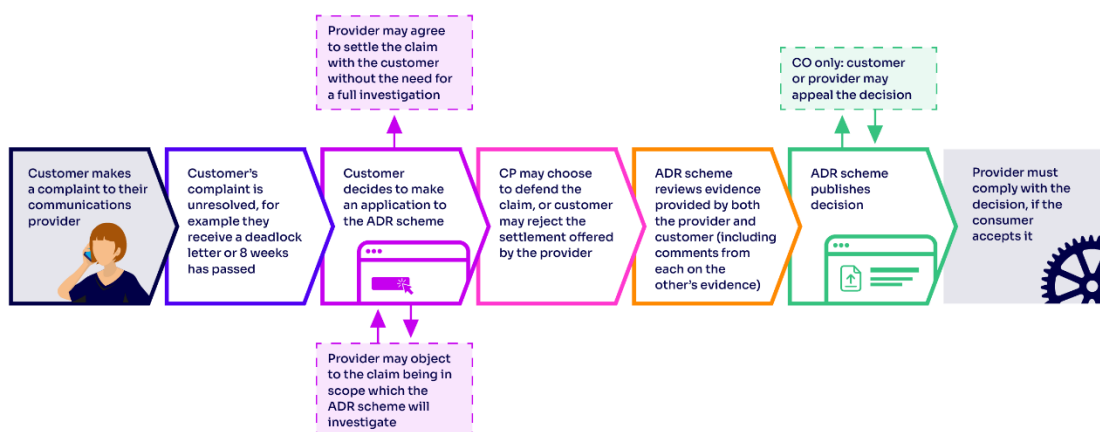 Provider may agree
to settle the claim
with the customer
without the need for
a full investigation
CO only: customer
or provider may
appeal the decision
Customer makes
a complaint to their
communications
provider
Customer’s
complaint is
unresolved, for
example they
receive a deadlock
letter or 8 weeks
has passed
Customer
decides to make
an application to
the ADR scheme
CP may choose
to defend the
claim, or customer
may reject the
settlement offered
by the provider
ADR scheme
reviews evidence
provided by both
the provider and
customer (including
comments from
each on the
other’s evidence)
ADR scheme
publishes
decision
Provider must
comply with the
decision, if the
consumer
accepts it
Provider may object
to the claim being in
scope which the
ADR scheme will
investigate